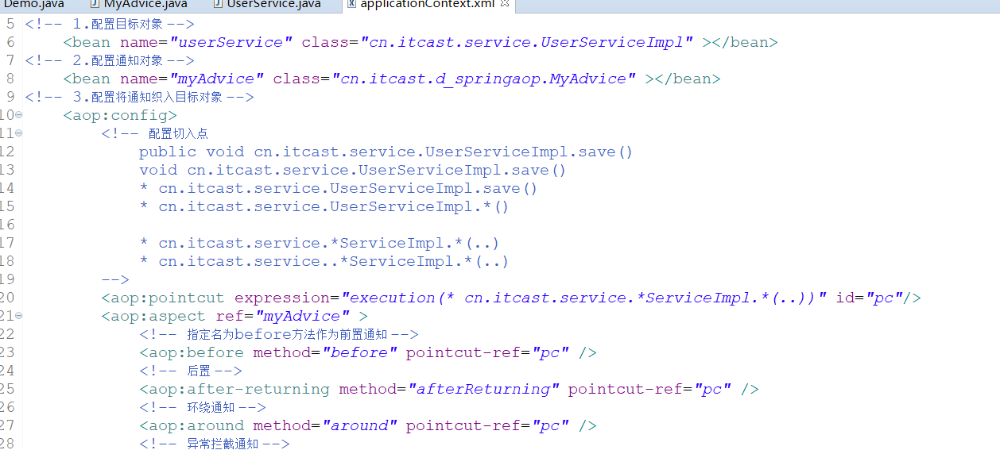 Demo.java MyAdvice.java UserService.java applicationContext.xml
5 <!-- 1.配置目标对象 -->
6 <bean name="userService" class="cn.itcast.service.UserServiceImpl" ></bean>
7 <!-- 2.配置通知对象 -->
8 <bean name="myAdvice" class="cn.itcast.d_springaop.MyAdvice" ></bean>
9 <!-- 3.配置将通知织入目标对象 -->
10 <aop:config>
11 <!-- 配置切入点
12 public void cn.itcast.service.UserServiceImpl.save()
13 void cn.itcast.service.UserServiceImpl.save()
14 * cn.itcast.service.UserServiceImpl.save()
15 * cn.itcast.service.UserServiceImpl.*()
16
17 * cn.itcast.service.*ServiceImpl.*(..)
18 * cn.itcast.service..*ServiceImpl.*(..)
19 -->
20 <aop:pointcut expression="execution(* cn.itcast.service.*ServiceImpl.*(..))" id="pc"/>
21 <aop:aspect ref="myAdvice" >
22 <!-- 指定名为before方法作为前置通知 -->
23 <aop:before method="before" pointcut-ref="pc" />
24 <!-- 后置 -->
25 <aop:after-returning method="afterReturning" pointcut-ref="pc" />
26 <!-- 环绕通知 -->
27 <aop:around method="around" pointcut-ref="pc" />
28 <!-- 异常拦截通知 -->